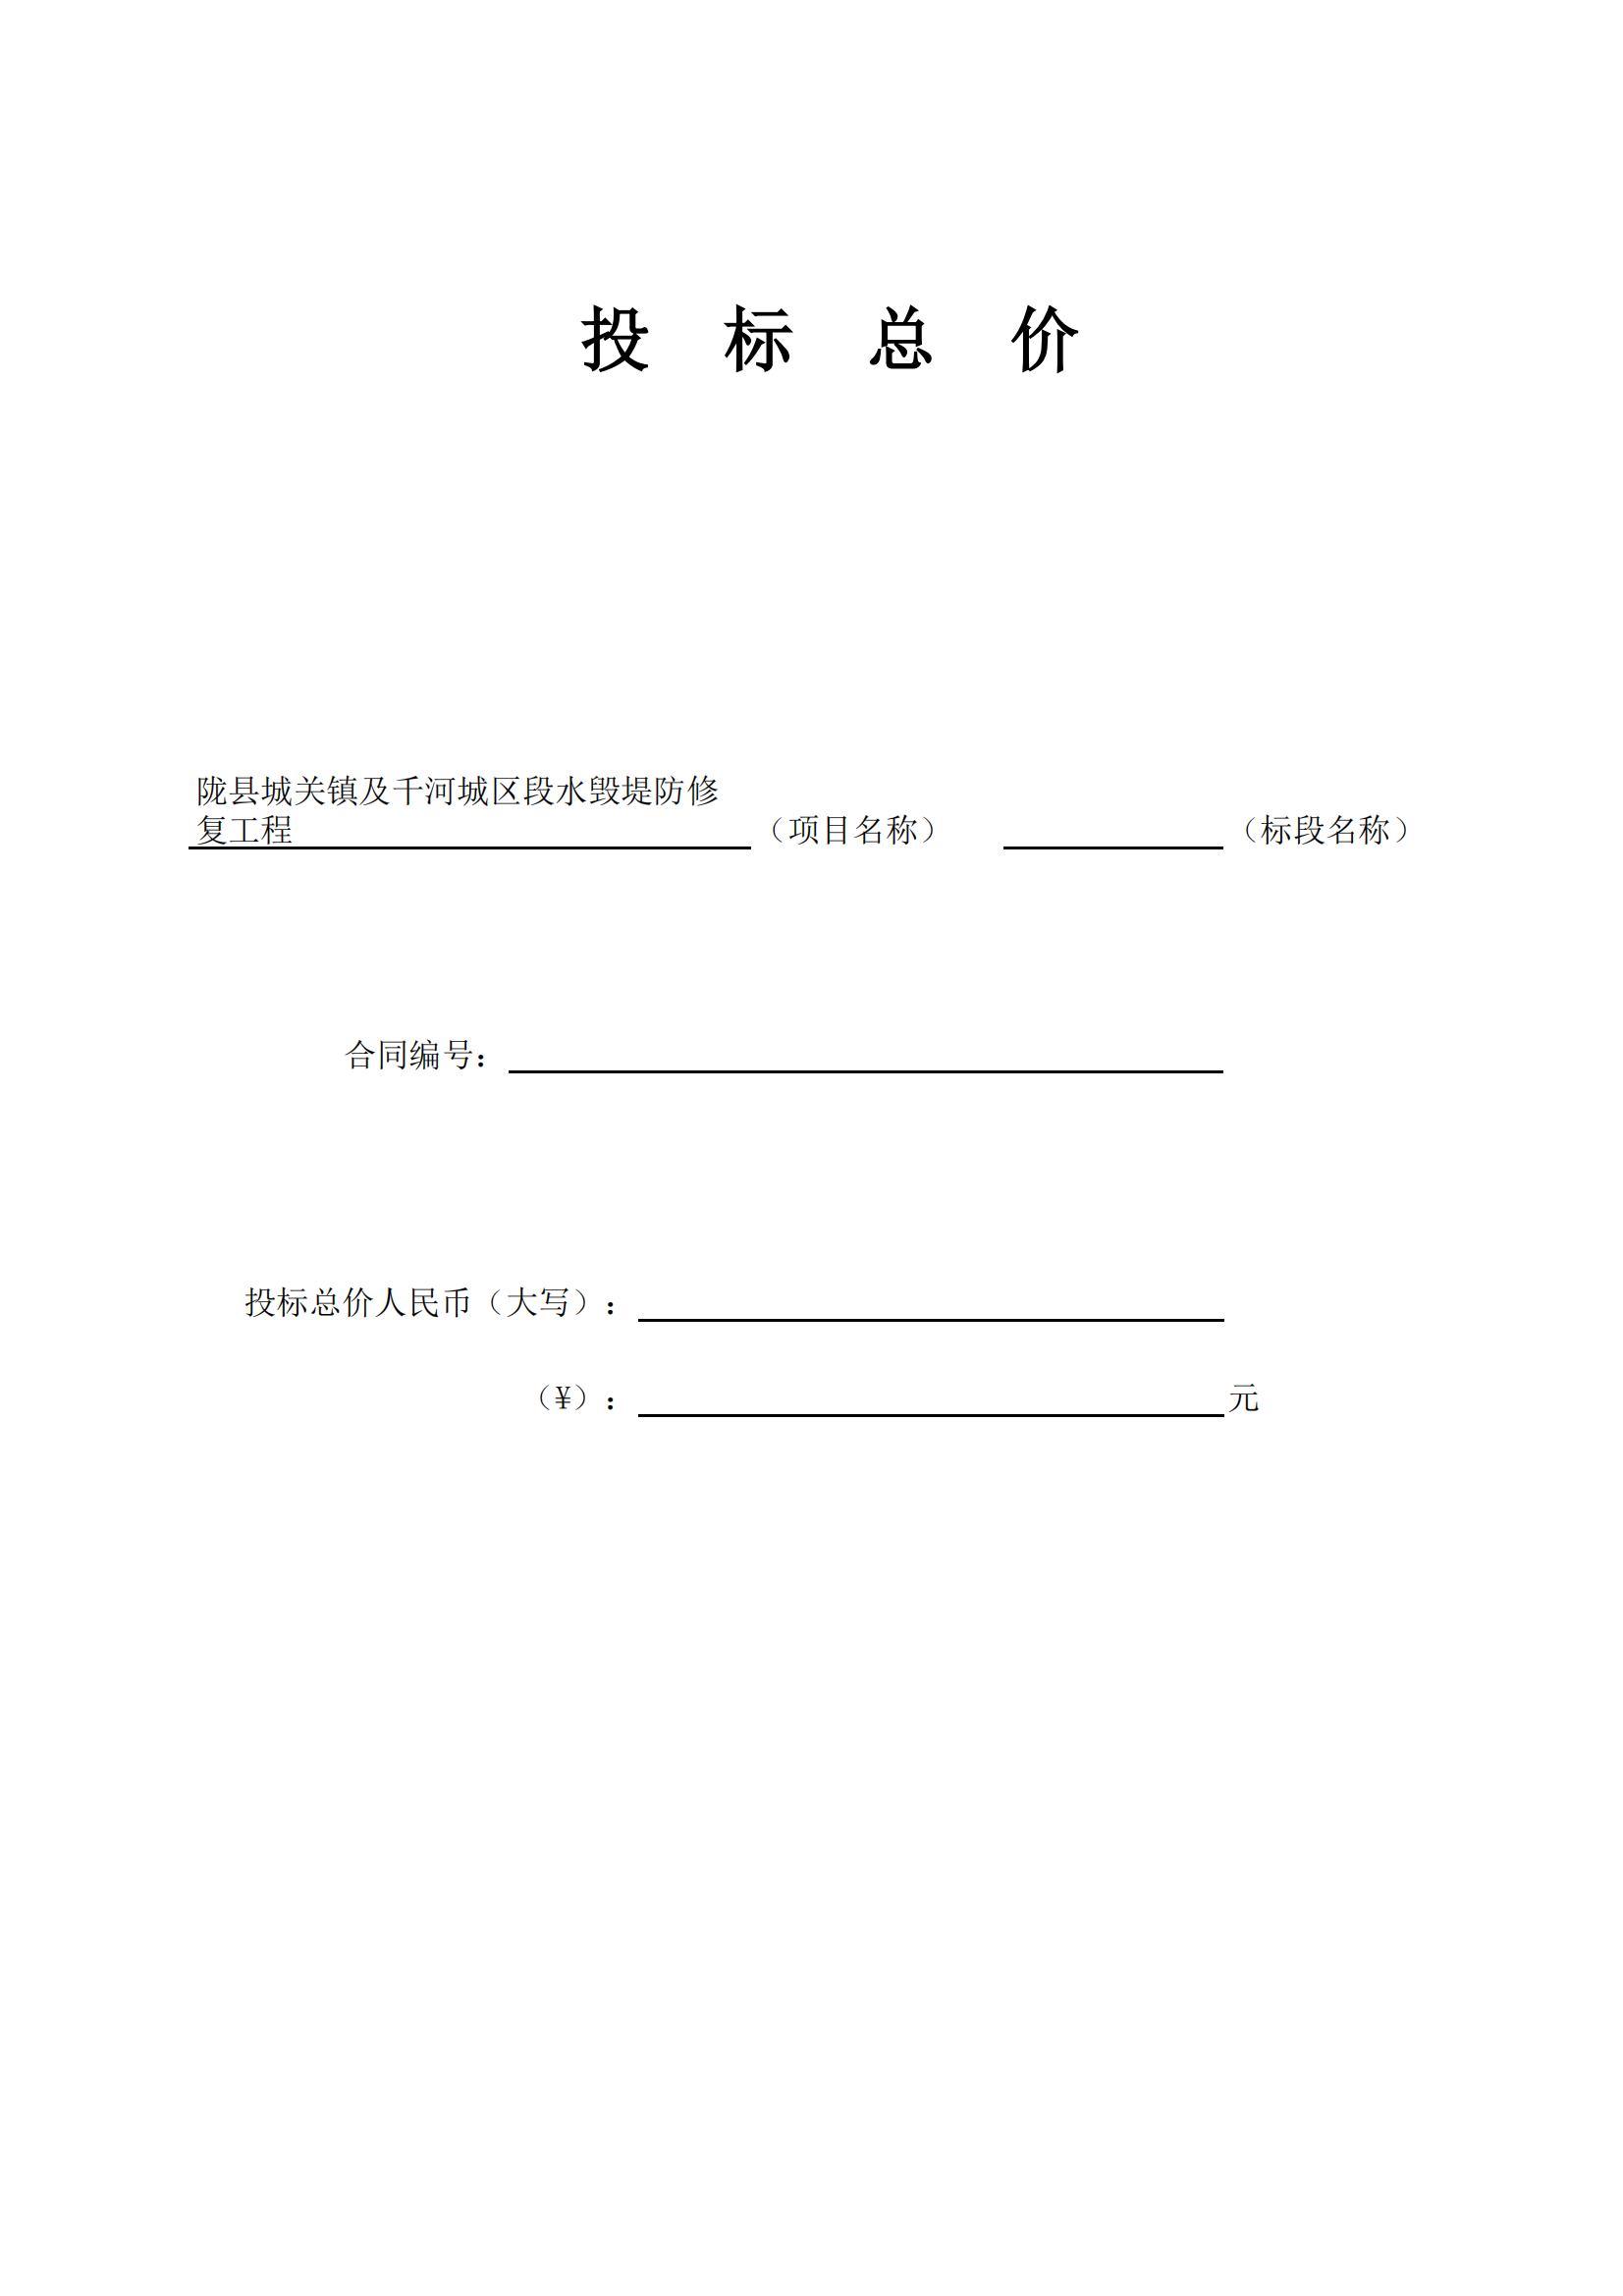 投 标 总 价
陇县城关镇及千河城区段水毁堤防修
复工程（项目名称） （标段名称）
合同编号：
投标总价人民币（大写）：
（¥）： 元